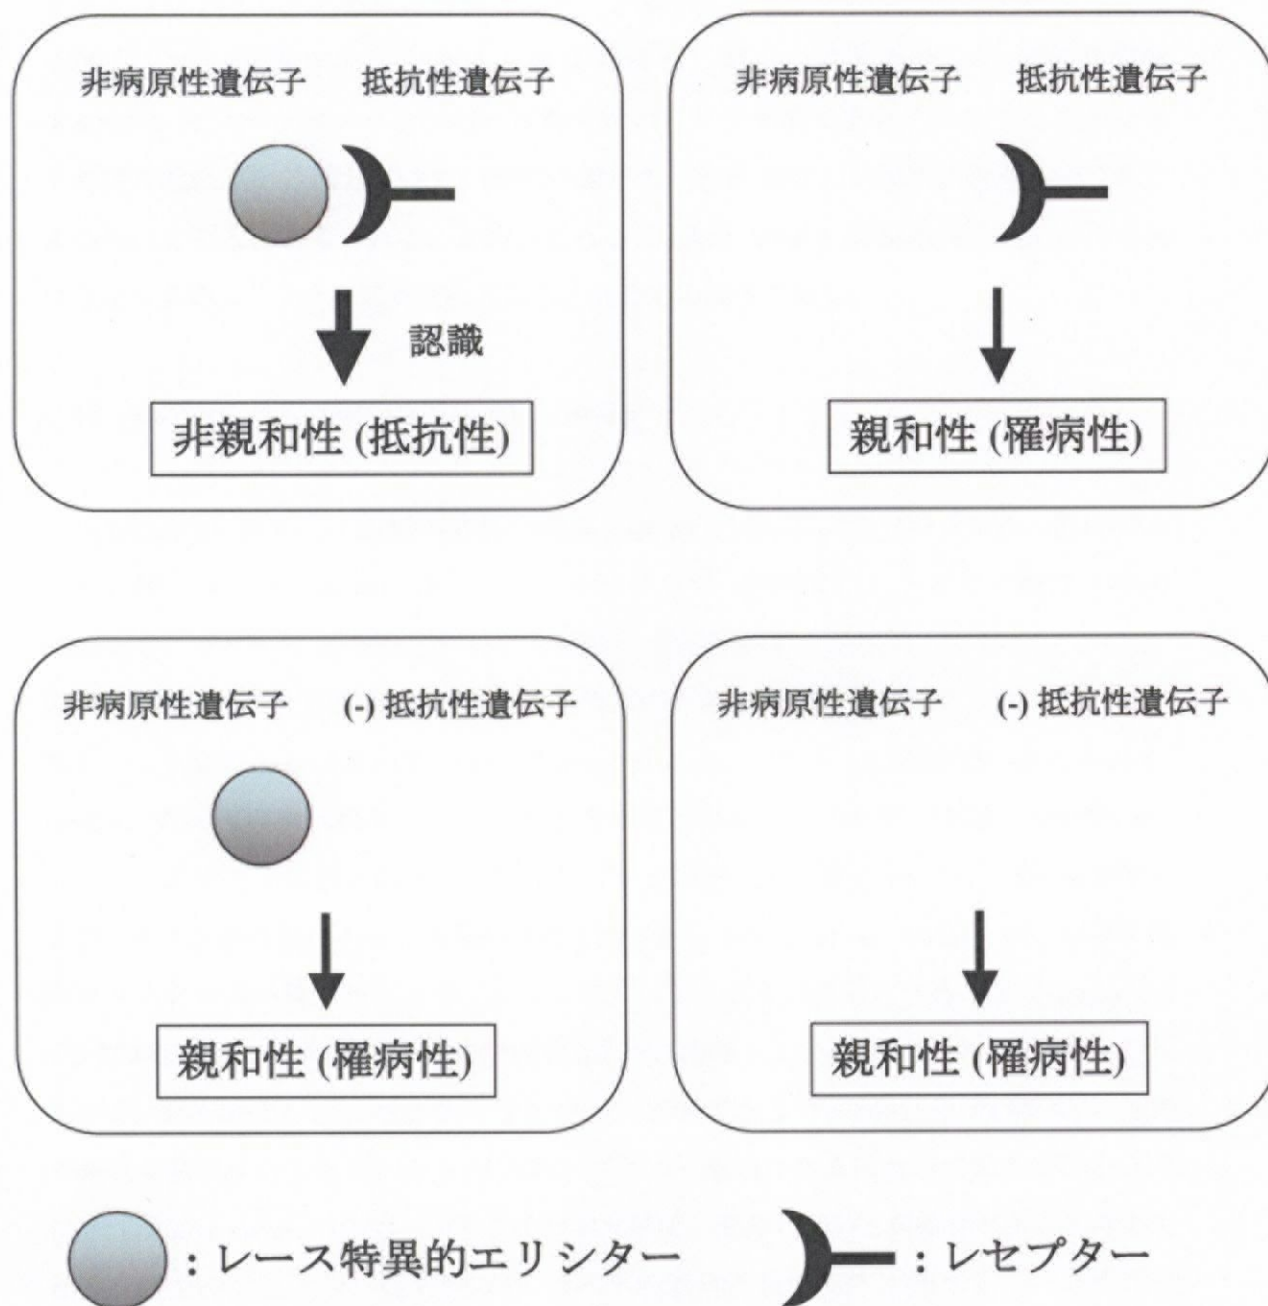 非病原性遺伝子 抵抗性遺伝子
認識
非親和性 (抵抗性)
非病原性遺伝子 抵抗性遺伝子
親和性 (罹病性)
非病原性遺伝子 (-) 抵抗性遺伝子
親和性 (罹病性)
非病原性遺伝子 (-) 抵抗性遺伝子
親和性 (罹病性)
: レース特異的エリシター
: レセプター